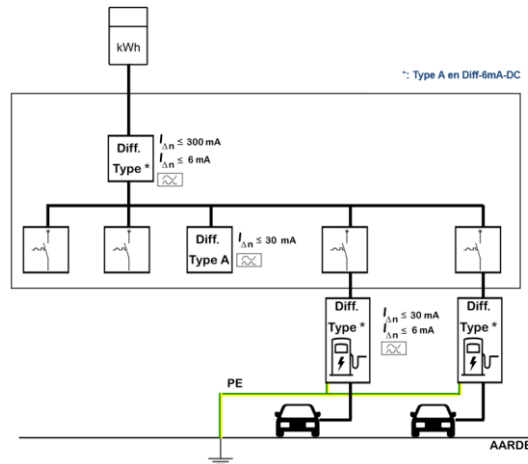 kWh
*: Type A en Diff-6mA-DC
Diff.
Type *
IΔn ≤ 300 mA
IΔn ≤ 6 mA
Diff.
Type A
IΔn ≤ 30 mA
Diff.
Type *
IΔn ≤ 30 mA
IΔn ≤ 6 mA
Diff.
Type *
PE
AARDE